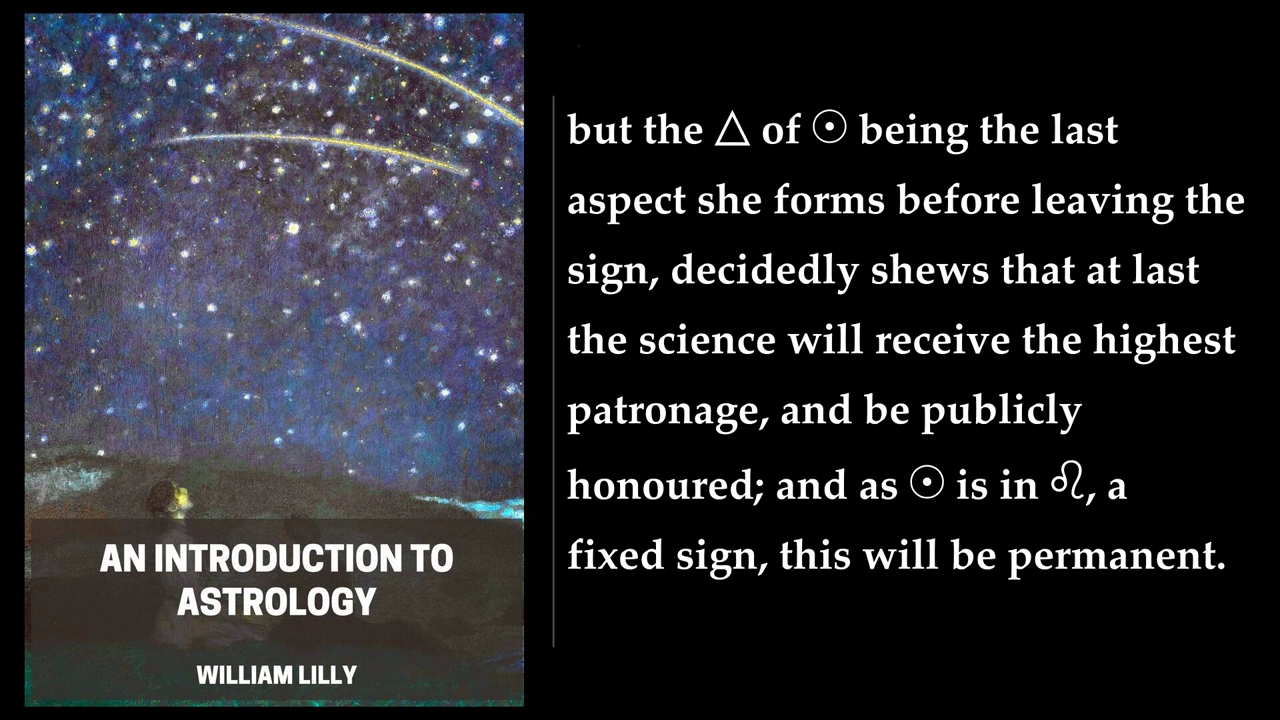 AN INTRODUCTION TO
ASTROLOGY
WILLIAM LILLY
but the △ of ☉ being the last
aspect she forms before leaving the
sign, decidedly shews that at last
the science will receive the highest
patronage, and be publicly
honoured; and as ☉ is in ♌, a
fixed sign, this will be permanent.